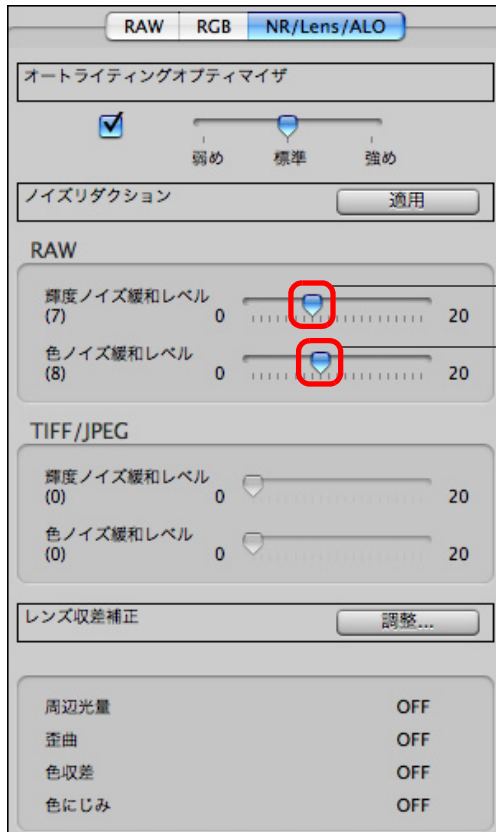 RAW RGB NR/Lens/ALO
オートライティングオプティマイザ
弱め 標準 強め
ノイズリダクション 適用
RAW
輝度ノイズ緩和レベル
(7) 0 20
色ノイズ緩和レベル
(8) 0 20
TIFF/JPEG
輝度ノイズ緩和レベル
(0) 0 20
色ノイズ緩和レベル
(0) 0 20
レンズ収差補正 調整...
周辺光量 OFF
歪曲 OFF
色収差 OFF
色にじみ OFF